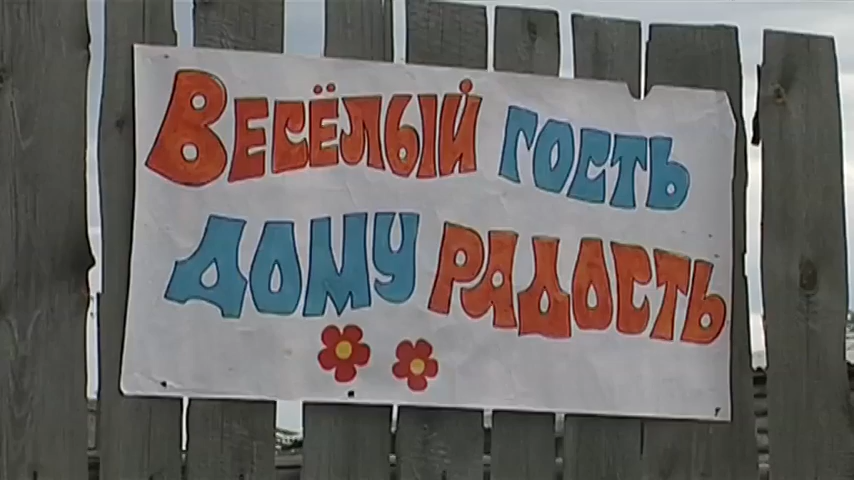 Весёлый гость
дому радость